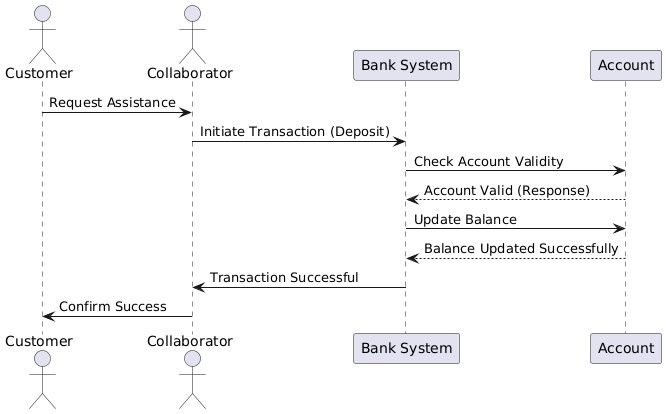 Customer
Collaborator
Bank System
Account
Request Assistance
Initiate Transaction (Deposit)
Check Account Validity
Account Valid (Response)
Update Balance
Balance Updated Successfully
Transaction Successful
Confirm Success
Customer
Collaborator
Bank System
Account